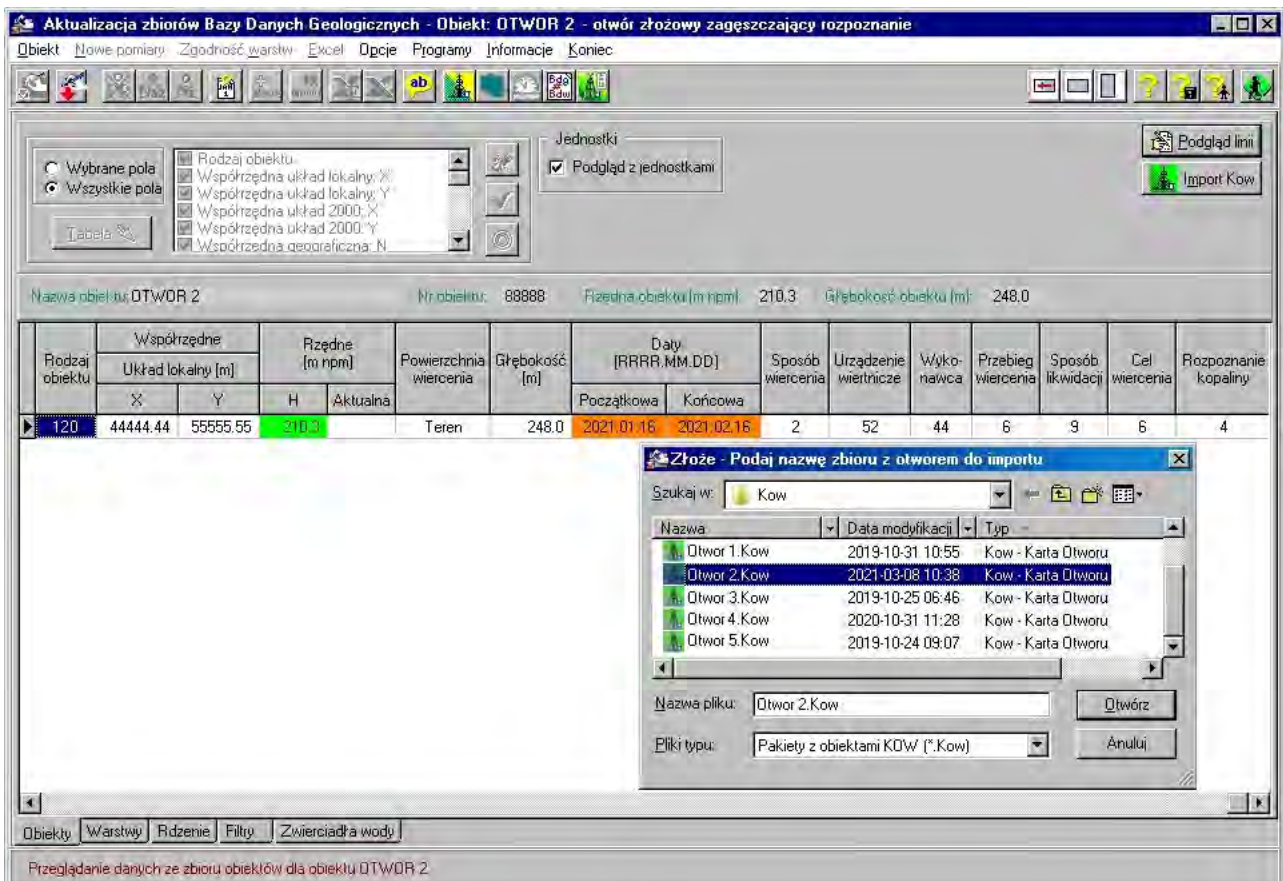 Aktualizacja zbiorów Bazy Danych Geologicznych - Obiekt: OTWOR 2 - otwór złożowy zagęszczający rozpoznanie
Obiekt Nowe pomiary Zgodność warstw Excel Opcje Programy Informacje Koniec
ab
Bdg
Bdw
Wybrane pola
Wszystkie pola
Tabela
Rodzaj obiektu
Współrzędna układ lokalny: X
Współrzędna układ lokalny: Y
Współrzędna układ 2000: X
Współrzędna układ 2000: Y
Współrzędna geograficzna: N
Jednostki
Podgląd z jednostkami
Podgląd linii
Import Kow
Nazwa obiektu: OTWOR 2 Nr obiektu: 88888 Rzędna obiektu [m npm]: 210.3 Głębokość obiektu [m]: 248.0
Rodzaj obiektu
Współrzędne
Układ lokalny [m]
X Y
Rzędne [m npm]
H Aktualna
Powierzchnia wiercenia
Głębokość [m]
Daty [RRRR.MM.DD]
Początkowa Końcowa
Sposób wiercenia
Urządzenie wiertnicze
Wyko-nawca
Przebieg wiercenia
Sposób likwidacji
Cel wiercenia
Rozpoznanie kopaliny
120 44444.44 55555.55 210.3 Teren 248.0 2021.01.16 2021.02.16 2 52 44 6 9 6 4
Złoże - Podaj nazwę zbioru z otworem do importu
Szukaj w: Kow
Nazwa Data modyfikacji Typ
Otwor 1.Kow 2019-10-31 10:55 Kow - Karta Otworu
Otwor 2.Kow 2021-03-08 10:38 Kow - Karta Otworu
Otwor 3.Kow 2019-10-25 06:46 Kow - Karta Otworu
Otwor 4.Kow 2020-10-31 11:28 Kow - Karta Otworu
Otwor 5.Kow 2019-10-24 09:07 Kow - Karta Otworu
Nazwa pliku: Otwor 2.Kow Otwórz
Pliki typu: Pakiety z obiektami KOW (*.Kow) Anuluj
Obiekty Warstwy Rdzenie Filtry Zwierciadła wody
Przeglądanie danych ze zbioru obiektów dla obiektu OTWOR 2